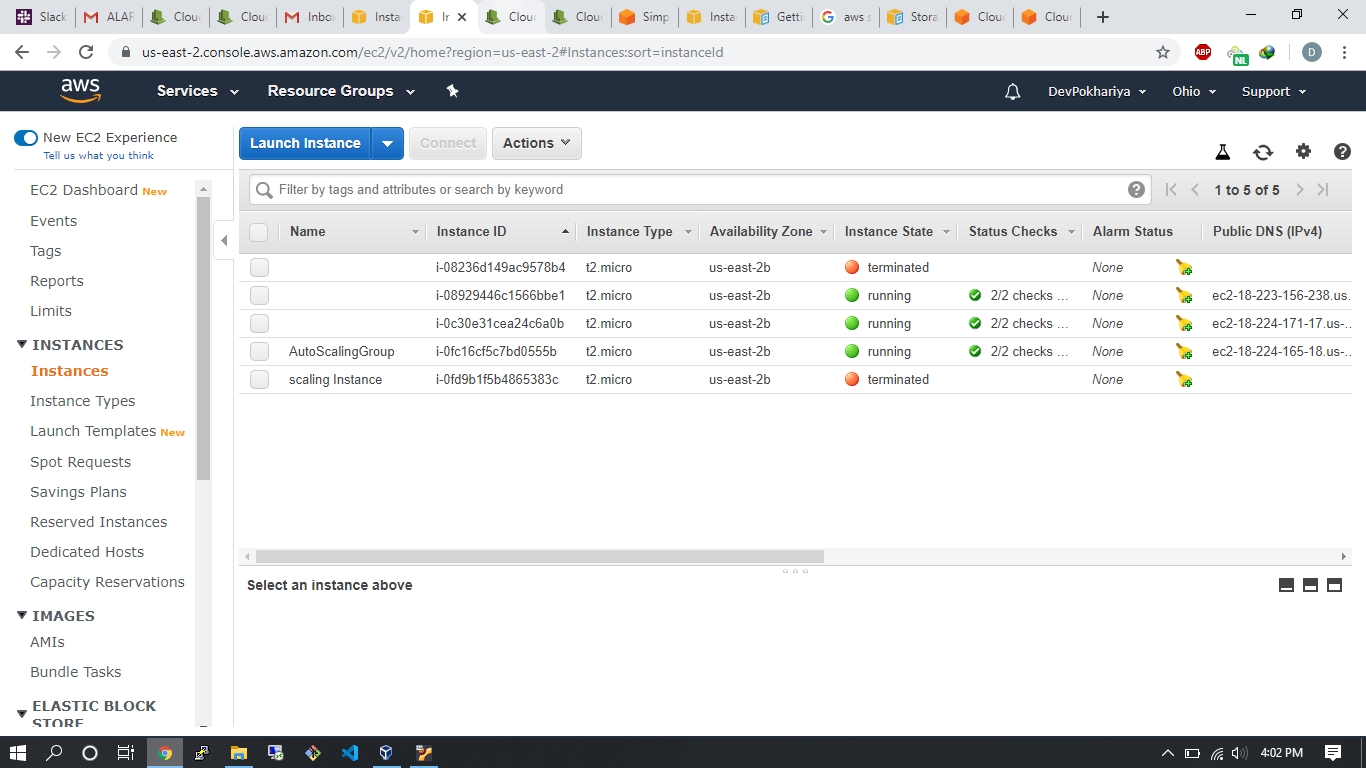 Slack
ALAR
Cloud
Cloud
Inbox
Instan
In
Cloud
Cloud
Simp
Instan
Getti
aws s
Stora
Cloud
Cloud
us-east-2.console.aws.amazon.com/ec2/v2/home?region=us-east-2#Instances:sort=instanceId
ABP
NL
D
aws
Services
Resource Groups
DevPokhariya
Ohio
Support
New EC2 Experience
Tell us what you think
EC2 Dashboard New
Events
Tags
Reports
Limits
INSTANCES
Instances
Instance Types
Launch Templates New
Spot Requests
Savings Plans
Reserved Instances
Dedicated Hosts
Capacity Reservations
IMAGES
AMIs
Bundle Tasks
ELASTIC BLOCK
STORE
Launch Instance
Connect
Actions
Filter by tags and attributes or search by keyword
1 to 5 of 5
Name Instance ID Instance Type Availability Zone Instance State Status Checks Alarm Status Public DNS (IPv4)
i-08236d149ac9578b4 t2.micro us-east-2b terminated None
i-08929446c1566bbe1 t2.micro us-east-2b running 2/2 checks ... None ec2-18-223-156-238.us...
i-0c30e31cea24c6a0b t2.micro us-east-2b running 2/2 checks ... None ec2-18-224-171-17.us-...
AutoScalingGroup i-0fc16cf5c7bd0555b t2.micro us-east-2b running 2/2 checks ... None ec2-18-224-165-18.us-...
scaling Instance i-0fd9b1f5b4865383c t2.micro us-east-2b terminated None
Select an instance above
4:02 PM